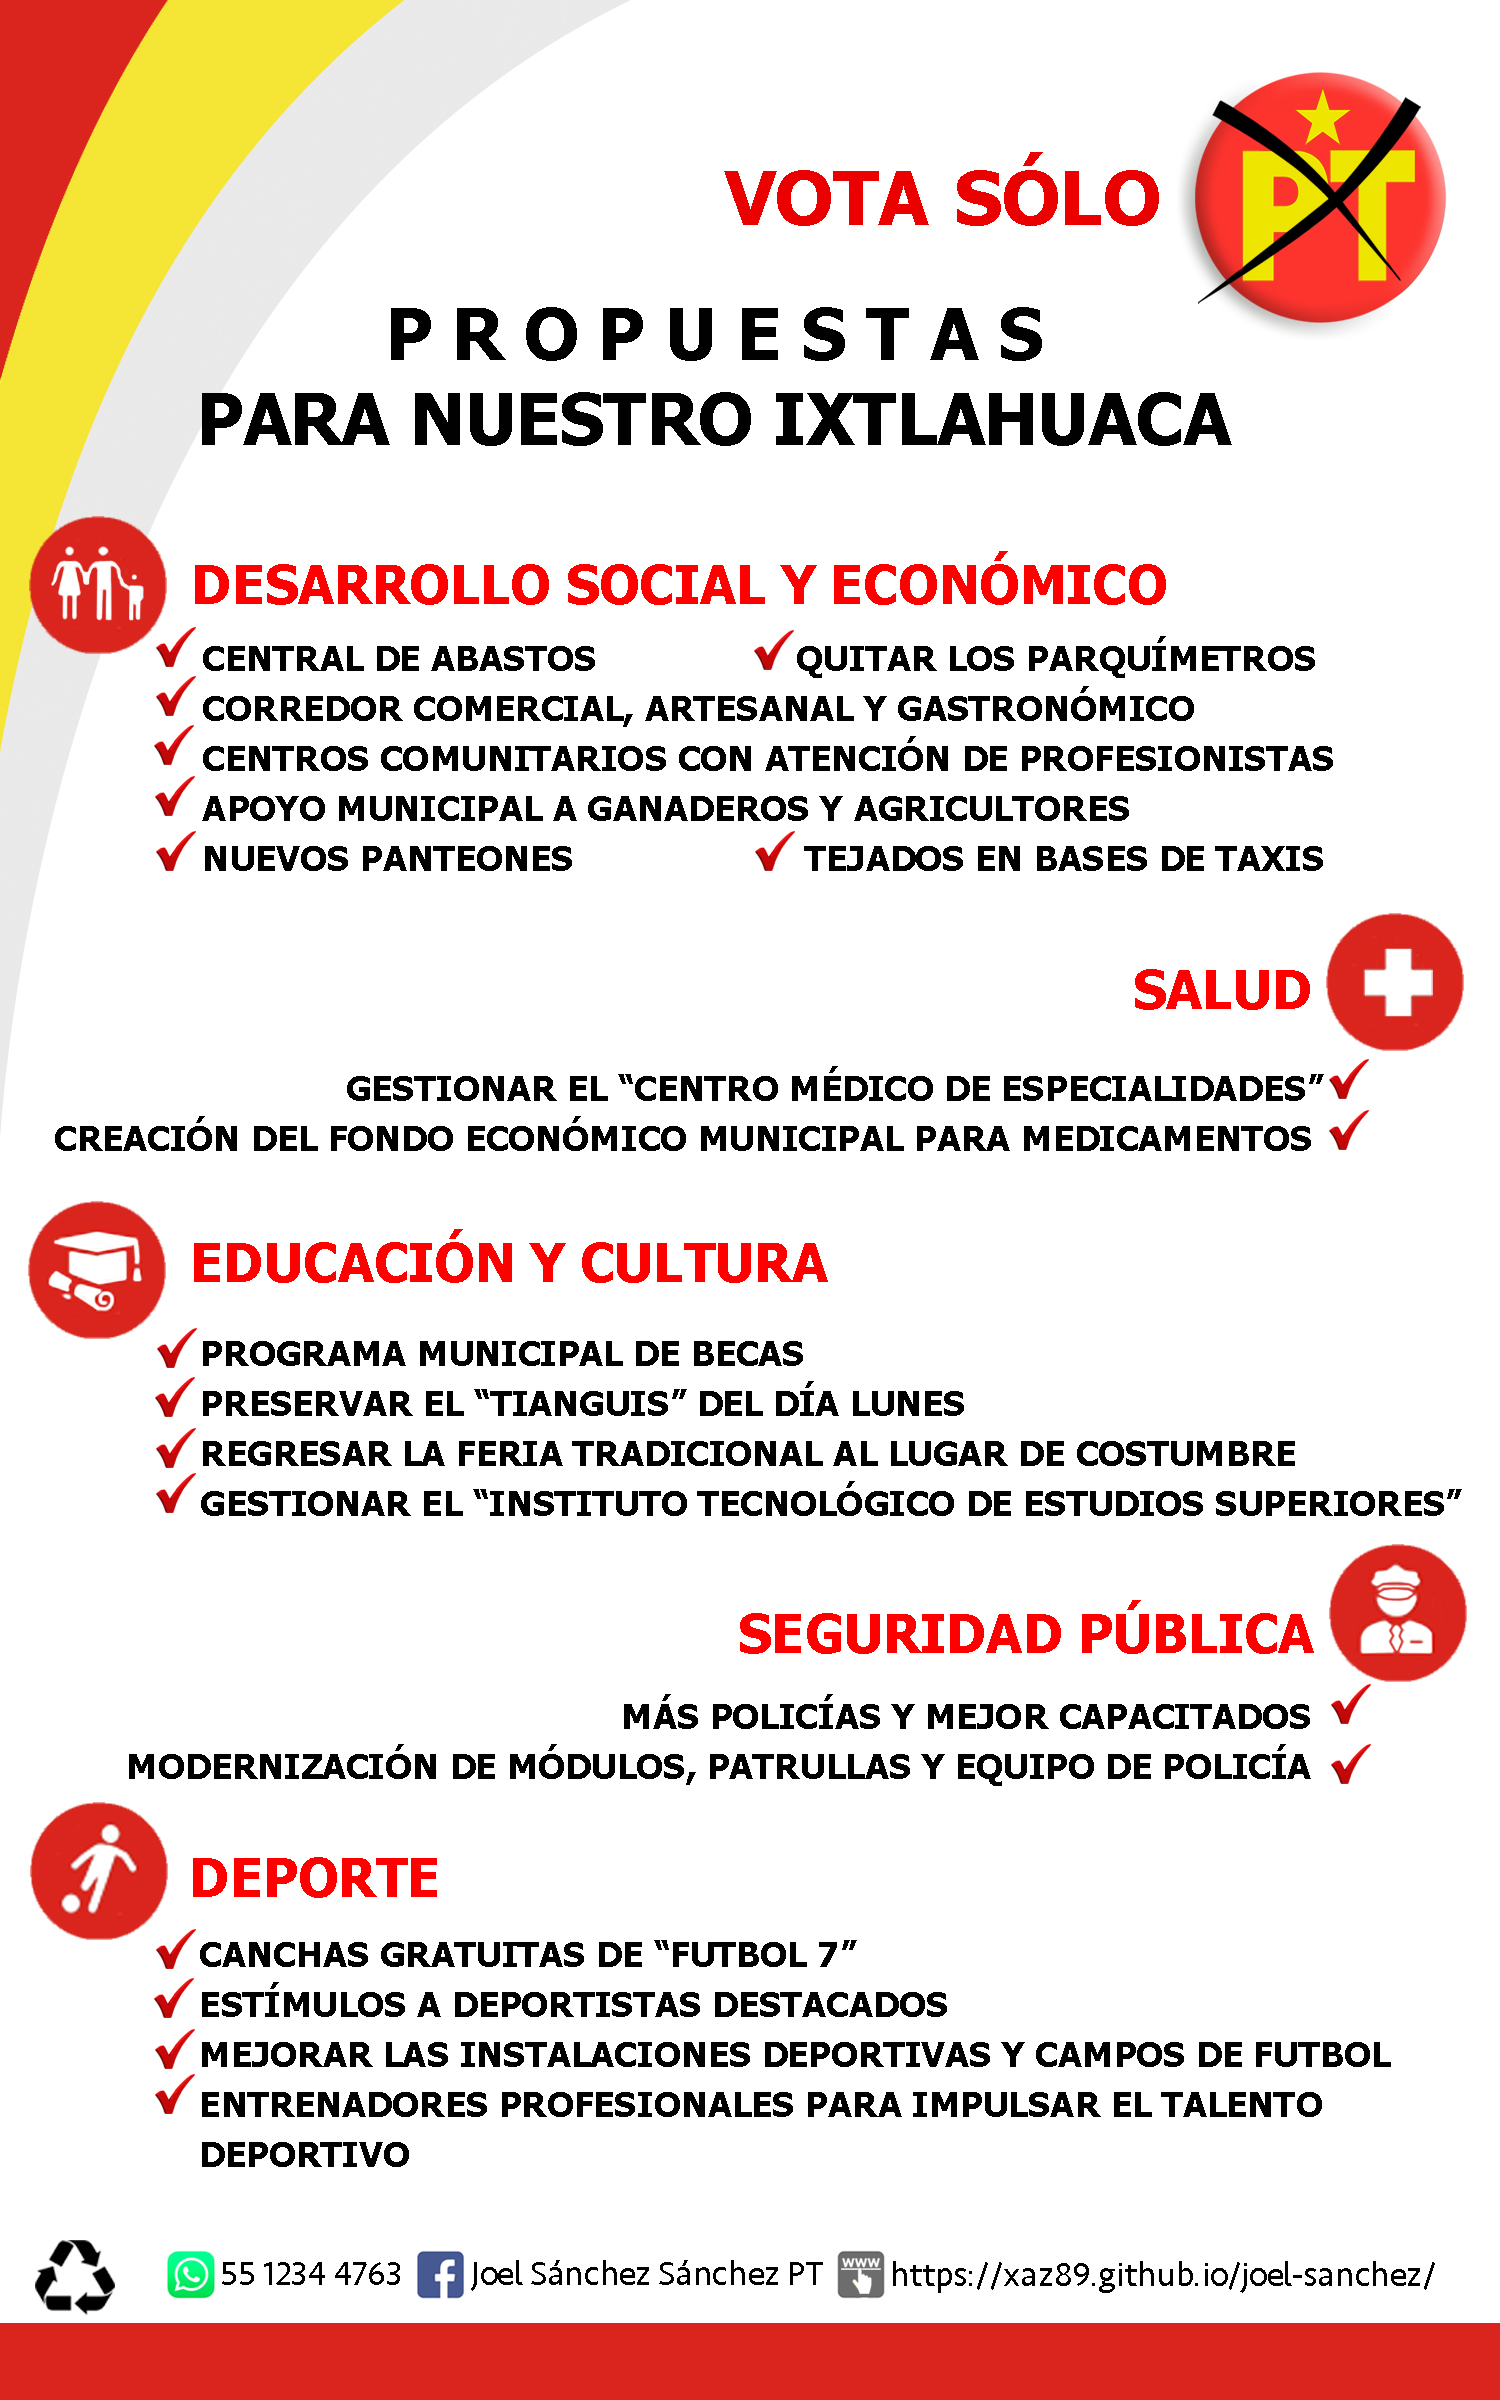 VOTA SÓLO
PT
PROPUESTAS
PARA NUESTRO IXTLAHUACA
DESARROLLO SOCIAL Y ECONÓMICO
CENTRAL DE ABASTOS
QUITAR LOS PARQUÍMETROS
CORREDOR COMERCIAL, ARTESANAL Y GASTRONÓMICO
CENTROS COMUNITARIOS CON ATENCIÓN DE PROFESIONISTAS
APOYO MUNICIPAL A GANADEROS Y AGRICULTORES
NUEVOS PANTEONES
TEJADOS EN BASES DE TAXIS
SALUD
GESTIONAR EL “CENTRO MÉDICO DE ESPECIALIDADES”
CREACIÓN DEL FONDO ECONÓMICO MUNICIPAL PARA MEDICAMENTOS
EDUCACIÓN Y CULTURA
PROGRAMA MUNICIPAL DE BECAS
PRESERVAR EL “TIANGUIS” DEL DÍA LUNES
REGRESAR LA FERIA TRADICIONAL AL LUGAR DE COSTUMBRE
GESTIONAR EL “INSTITUTO TECNOLÓGICO DE ESTUDIOS SUPERIORES”
SEGURIDAD PÚBLICA
MÁS POLICÍAS Y MEJOR CAPACITADOS
MODERNIZACIÓN DE MÓDULOS, PATRULLAS Y EQUIPO DE POLICÍA
DEPORTE
CANCHAS GRATUITAS DE “FUTBOL 7”
ESTÍMULOS A DEPORTISTAS DESTACADOS
MEJORAR LAS INSTALACIONES DEPORTIVAS Y CAMPOS DE FUTBOL
ENTRENADORES PROFESIONALES PARA IMPULSAR EL TALENTO
DEPORTIVO
55 1234 4763 f Joel Sánchez Sánchez PT www https://xaz89.github.io/joel-sanchez/